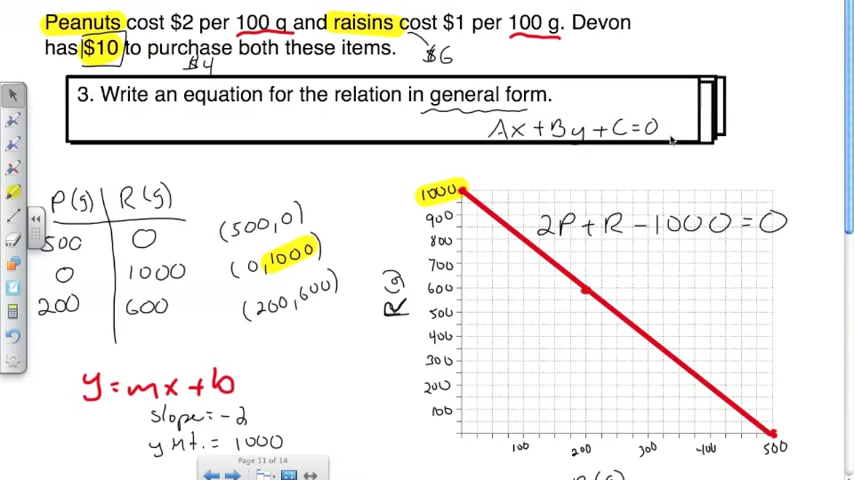 Peanuts cost $2 per 100 g and raisins cost $1 per 100 g. Devon
has $10 to purchase both these items.
$4
$6
3. Write an equation for the relation in general form.
Ax + By + C = 0
P(g) R(g)
500 0 (500,0)
0 1000 (0,1000)
200 600 (200,600)
y = mx + b
slope = -2
y int. = 1000
2P + R - 1000 = 0
R (g)
1000
900
800
700
600
500
400
300
200
100
100 200 300 400 500
Page 11 of 14